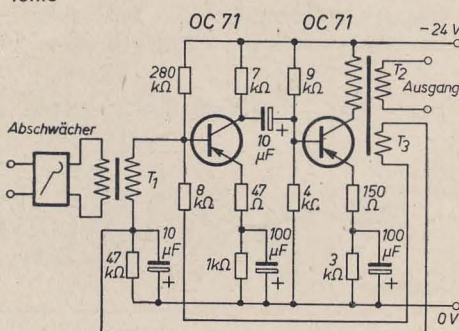 OC 71 OC 71
-24 V
280 kΩ
7 kΩ
9 kΩ
T2
Ausgang
T3
10 µF
+
Abschwächer
T1
8 kΩ
47 Ω
4 kΩ
150 Ω
47 kΩ
10 µF
+
1kΩ
100 µF
+
3 kΩ
100 µF
+
0 V